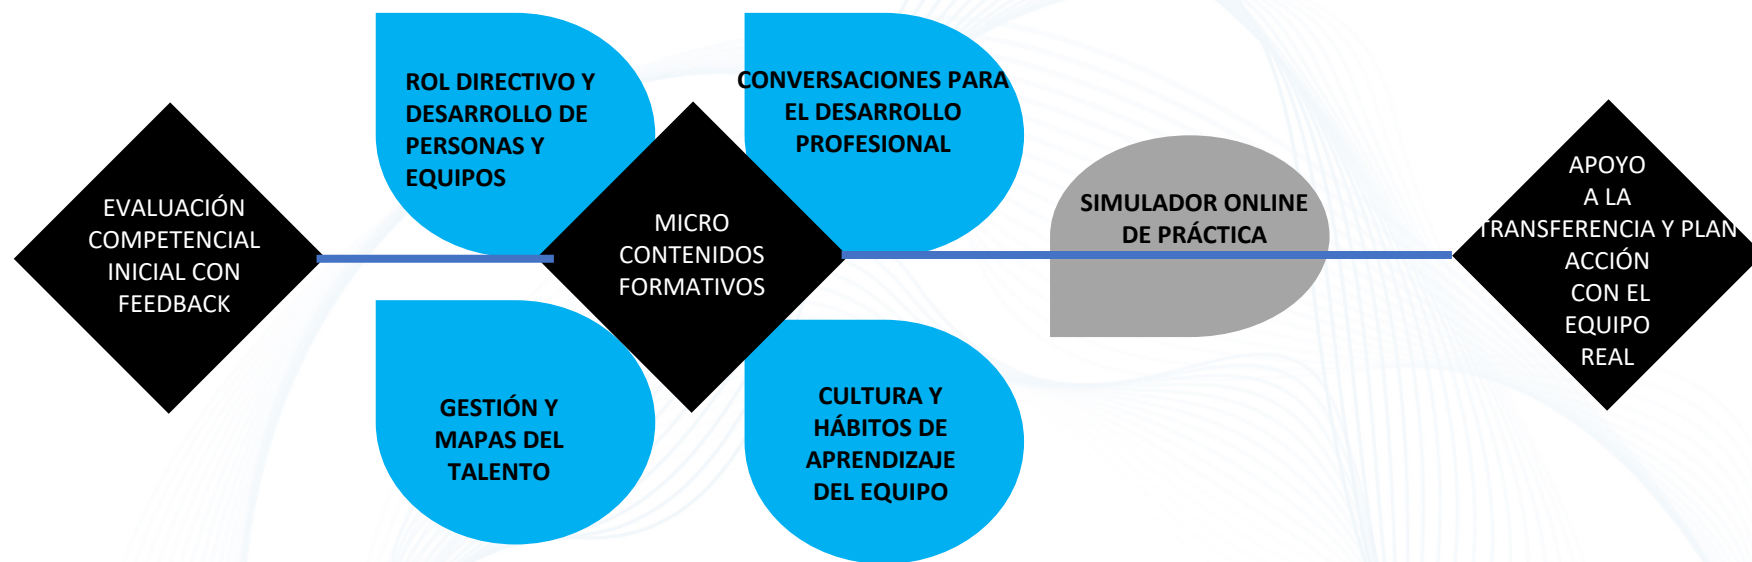 EVALUACIÓN
COMPETENCIAL
INICIAL CON
FEEDBACK
ROL DIRECTIVO Y
DESARROLLO DE
PERSONAS Y
EQUIPOS
GESTIÓN Y
MAPAS DEL
TALENTO
MICRO
CONTENIDOS
FORMATIVOS
CONVERSACIONES PARA
EL DESARROLLO
PROFESIONAL
CULTURA Y
HÁBITOS DE
APRENDIZAJE
DEL EQUIPO
SIMULADOR ONLINE
DE PRÁCTICA
APOYO
A LA
TRANSFERENCIA Y PLAN
ACCIÓN
CON EL
EQUIPO
REAL